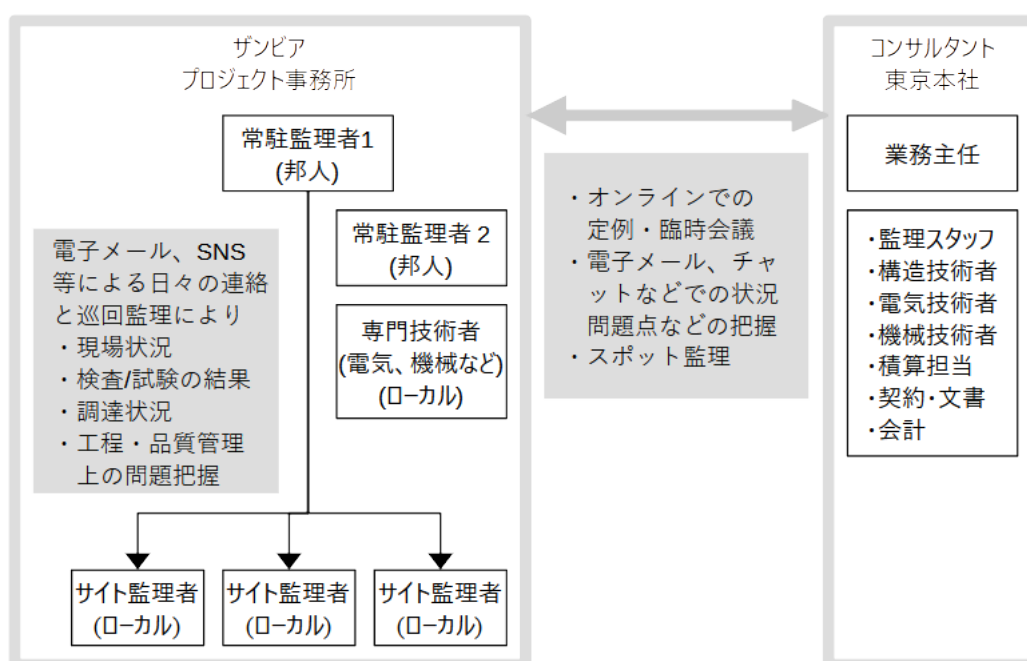 ザンビア
プロジェクト事務所
常駐監理者1
(邦人)
常駐監理者２
(邦人)
電子メール、SNS
等による日々の連絡
と巡回監理により
・現場状況
・検査/試験の結果
・調達状況
・工程・品質管理
上の問題把握
専門技術者
(電気、機械など)
(ローカル)
サイト監理者
(ローカル)
サイト監理者
(ローカル)
サイト監理者
(ローカル)
・オンラインでの
定例・臨時会議
・電子メール、チャ
ットなどでの状況
問題点などの把握
・スポット監理
コンサルタント
東京本社
業務主任
・監理スタッフ
・構造技術者
・電気技術者
・機械技術者
・積算担当
・契約・文書
・会計